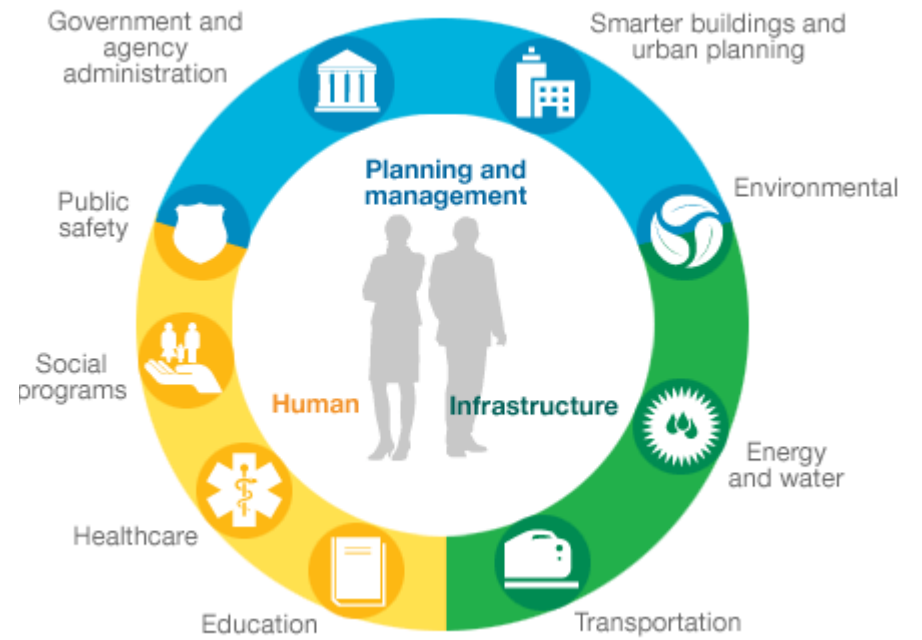 Government and
agency
administration
Smarter buildings and
urban planning
Planning and
management
Public
safety
Environmental
Social
programs
Human
Infrastructure
Energy
and water
Healthcare
Education
Transportation